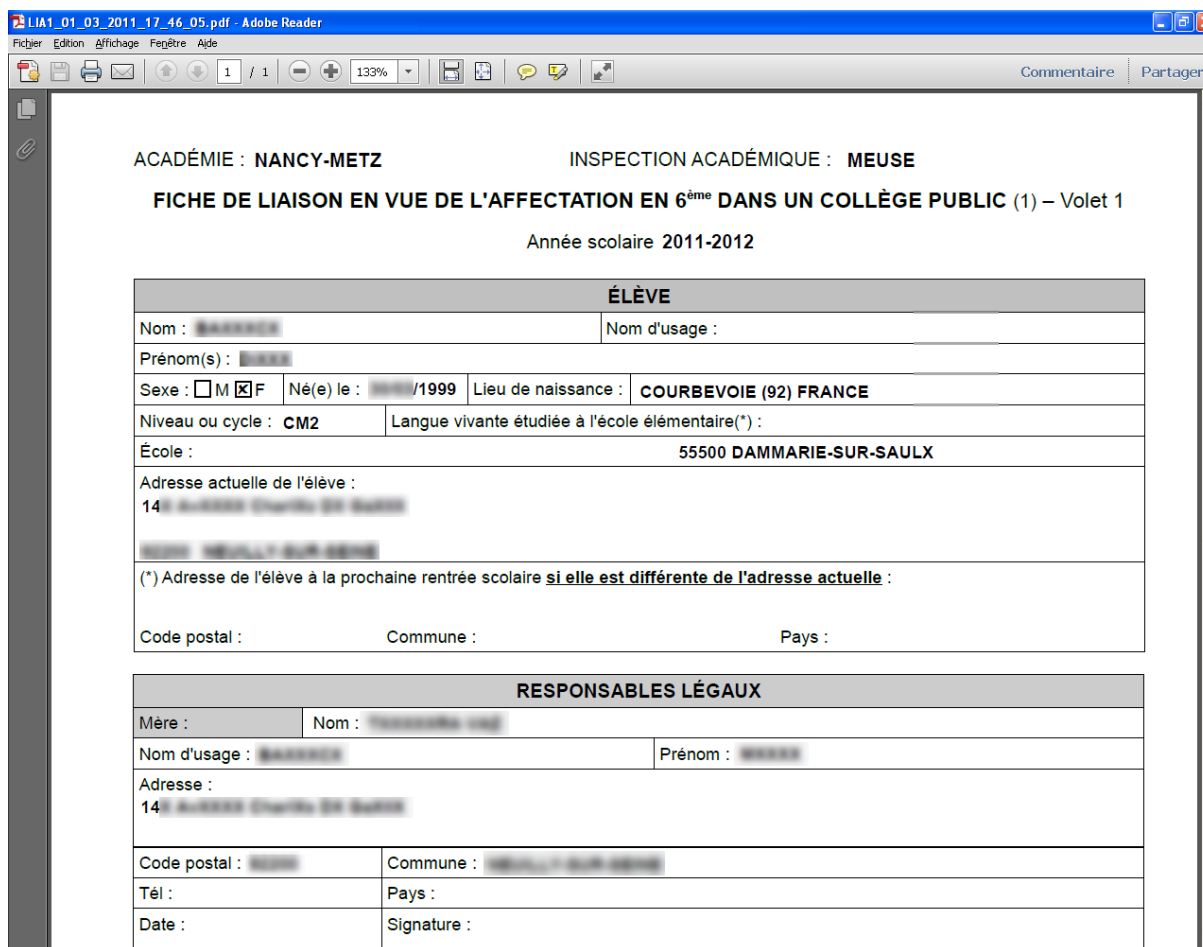 LIA1_01_03_2011_17_46_05.pdf - Adobe Reader
Fichier Edition Affichage Fenêtre Aide
1 / 1 133% Commentaire Partager
ACADÉMIE : NANCY-METZ INSPECTION ACADÉMIQUE : MEUSE
FICHE DE LIAISON EN VUE DE L'AFFECTATION EN 6ème DANS UN COLLÈGE PUBLIC (1) – Volet 1
Année scolaire 2011-2012
ÉLÈVE
Nom : Nom d'usage :
Prénom(s) :
Sexe : M F Né(e) le : /1999 Lieu de naissance : COURBEVOIE (92) FRANCE
Niveau ou cycle : CM2 Langue vivante étudiée à l'école élémentaire(*) :
École : 55500 DAMMARIE-SUR-SAULX
Adresse actuelle de l'élève :
14
(*) Adresse de l'élève à la prochaine rentrée scolaire si elle est différente de l'adresse actuelle :
Code postal : Commune : Pays :
RESPONSABLES LÉGAUX
Mère : Nom :
Nom d'usage : Prénom :
Adresse :
14
Code postal : Commune :
Tél : Pays :
Date : Signature :